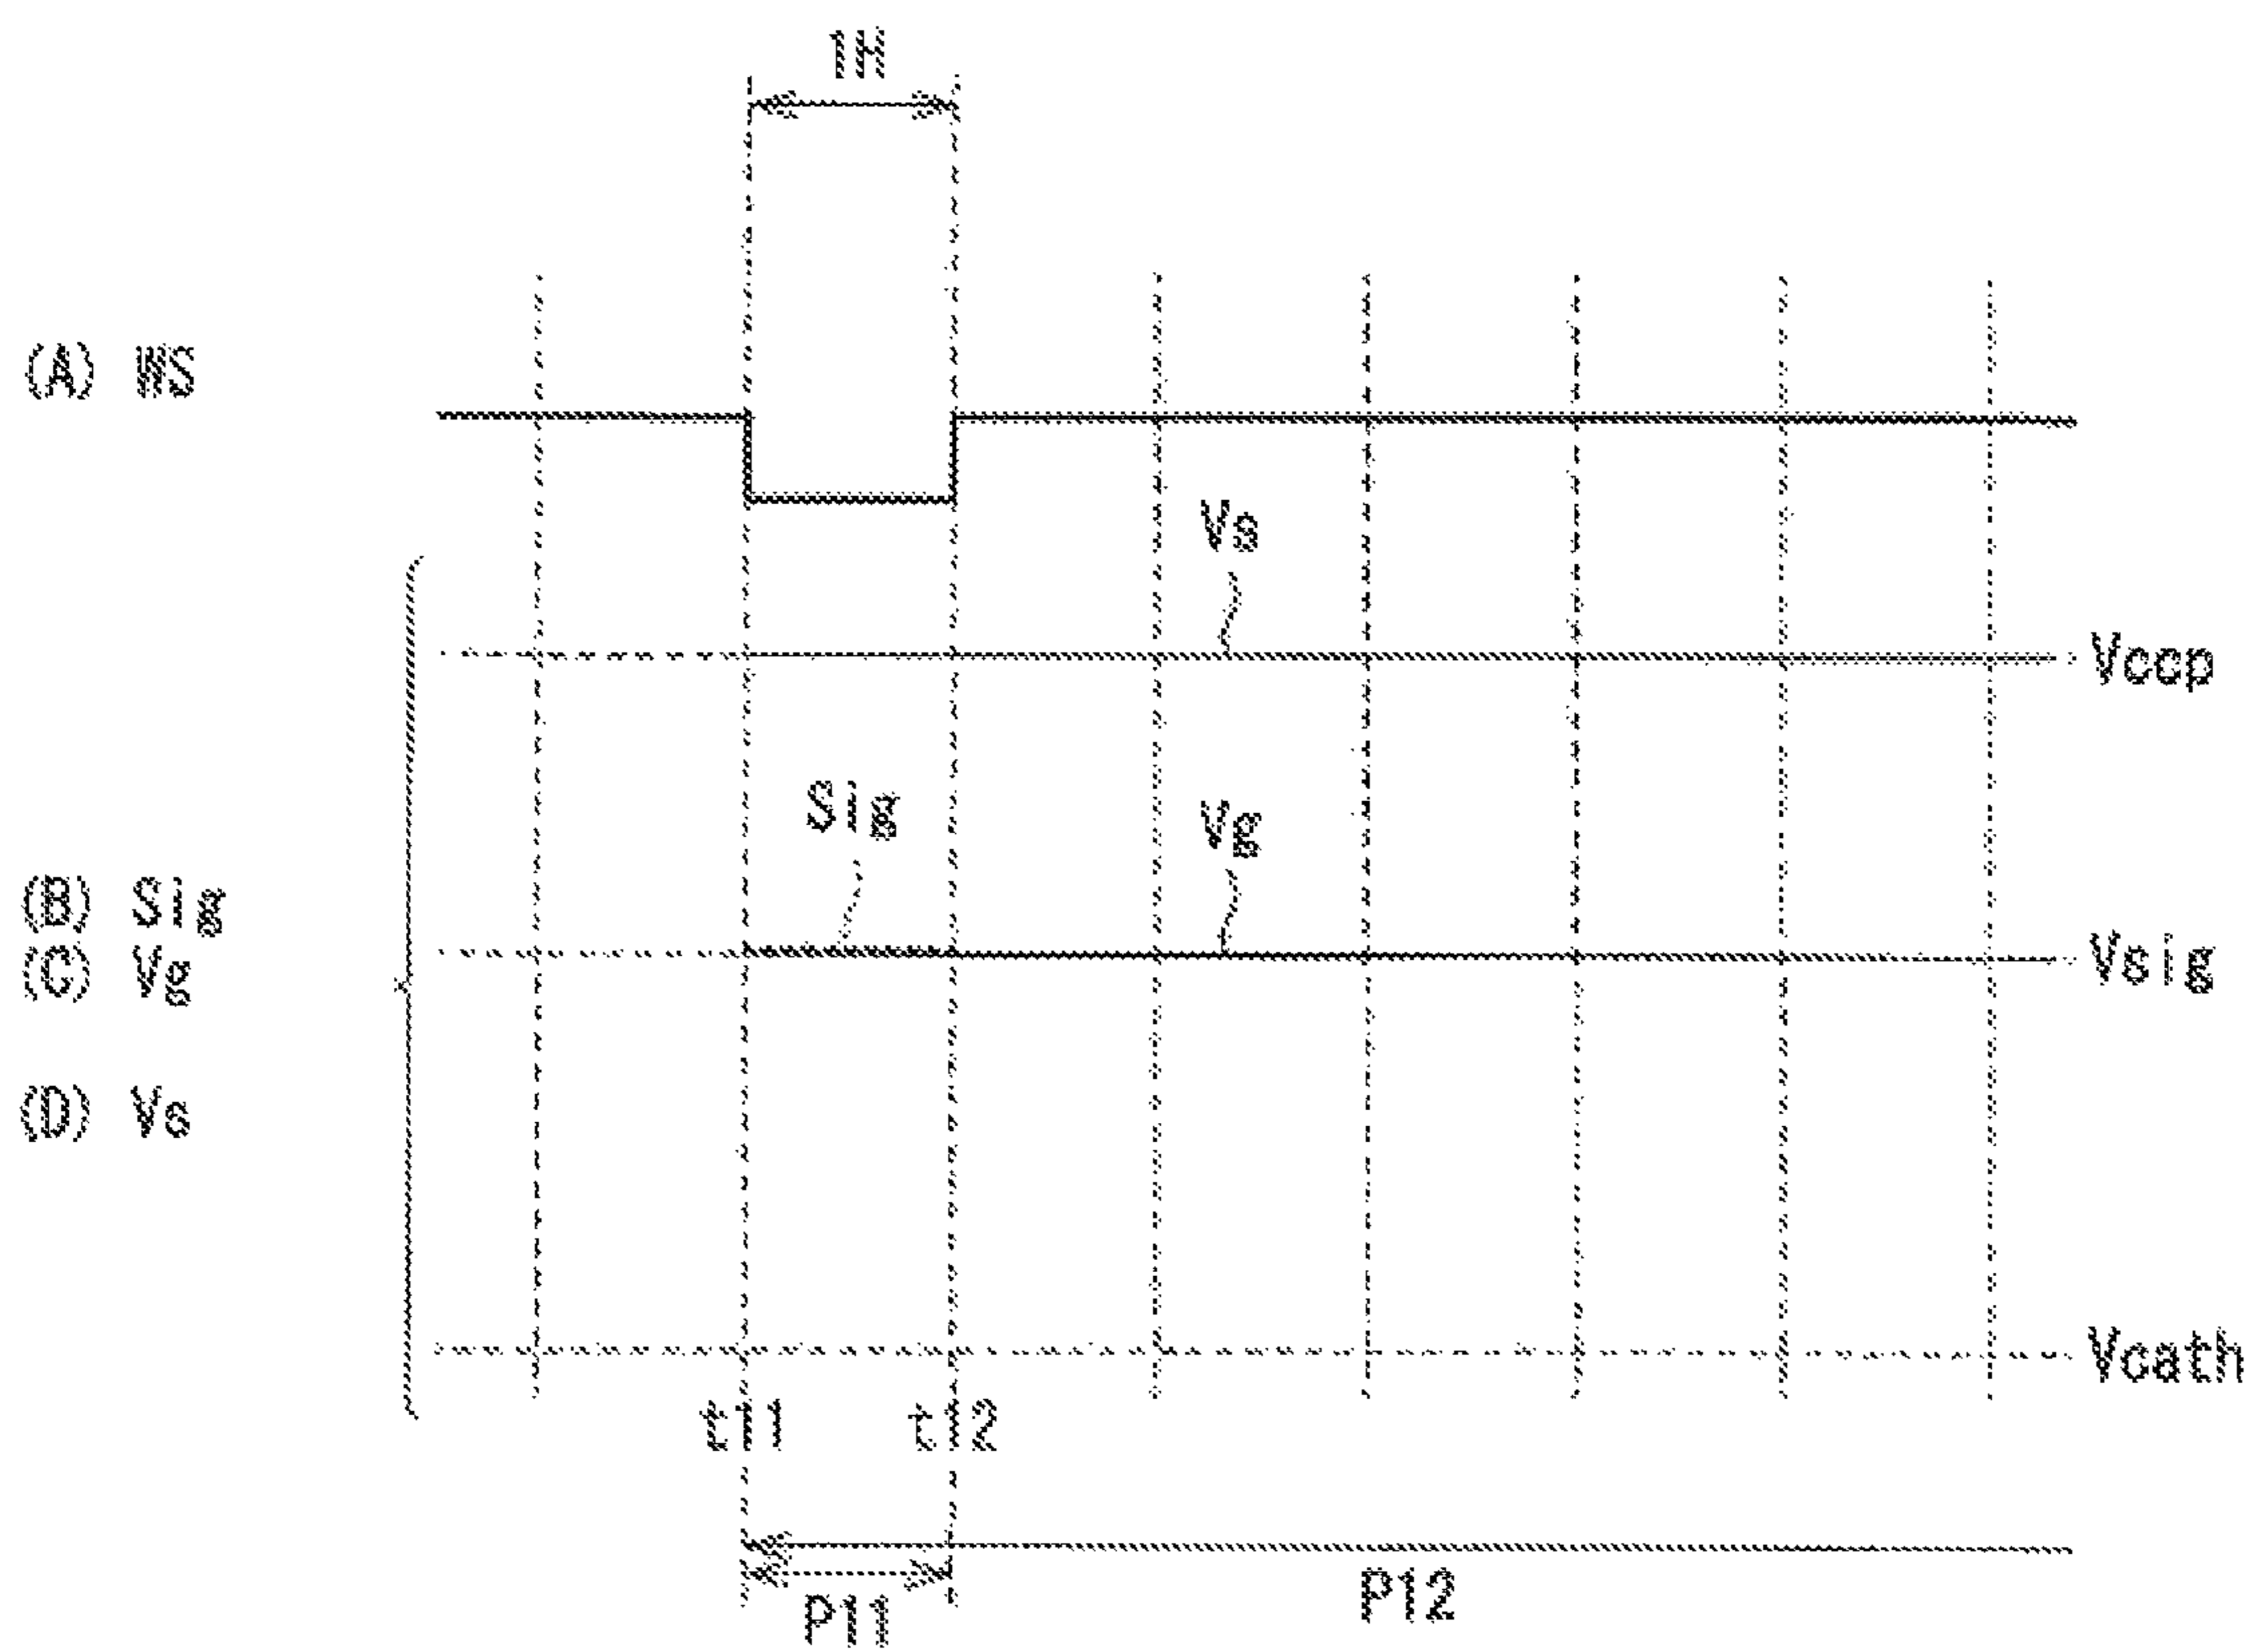 1H
(A) WS
Vs
Vccp
Sig
Vg
(B) Sig
(C) Vg
Vsig
(D) Vs
Vcath
t11 t12
P11
P12